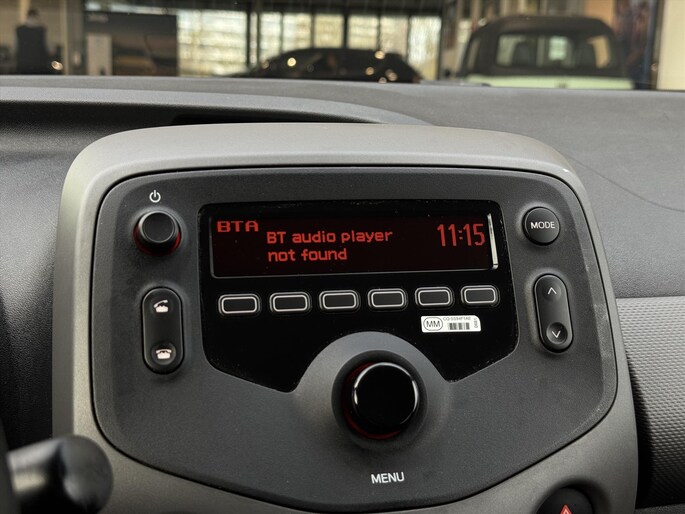 BTA
BT audio player
not found
11:15
MODE
MM
MENU